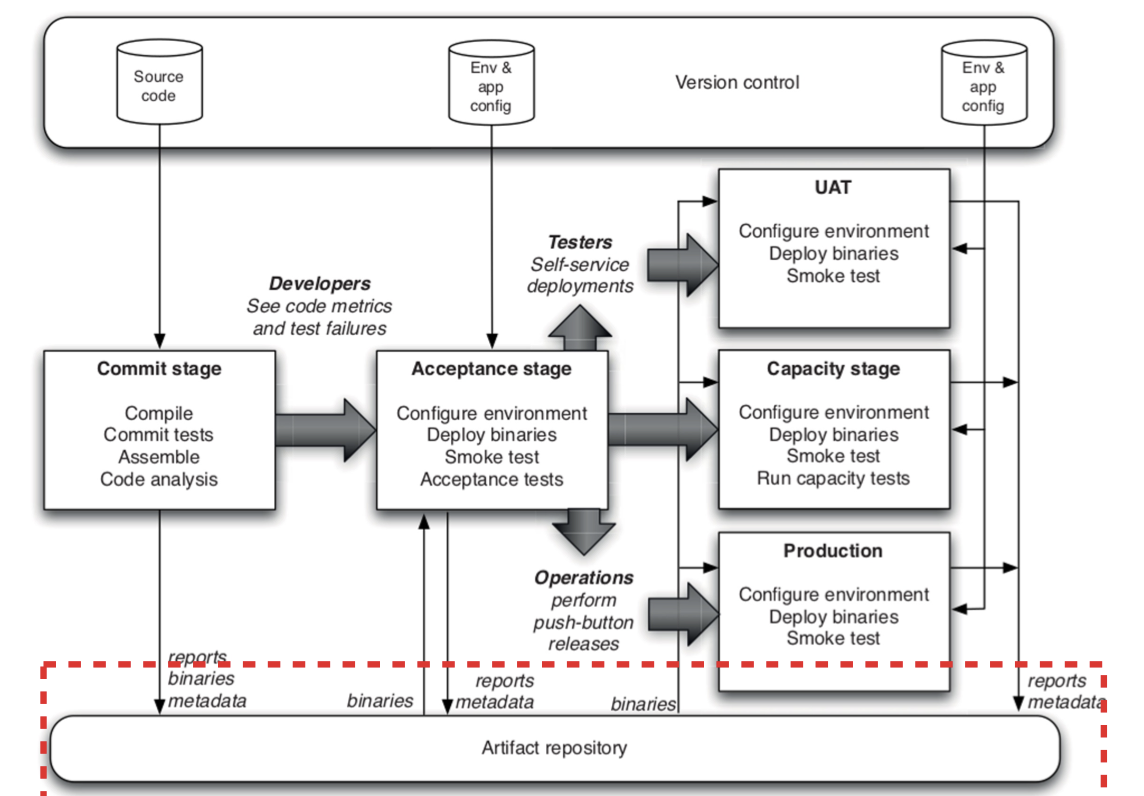 Source
code
Env &
app
config
Version control
Env &
app
config
UAT
Configure environment
Deploy binaries
Smoke test
Testers
Self-service
deployments
Developers
See code metrics
and test failures
Commit stage
Compile
Commit tests
Assemble
Code analysis
Acceptance stage
Configure environment
Deploy binaries
Smoke test
Acceptance tests
Capacity stage
Configure environment
Deploy binaries
Smoke test
Run capacity tests
Operations
perform
push-button
releases
Production
Configure environment
Deploy binaries
Smoke test
reports
binaries
metadata
binaries
reports
metadata
binaries
reports
metadata
Artifact repository